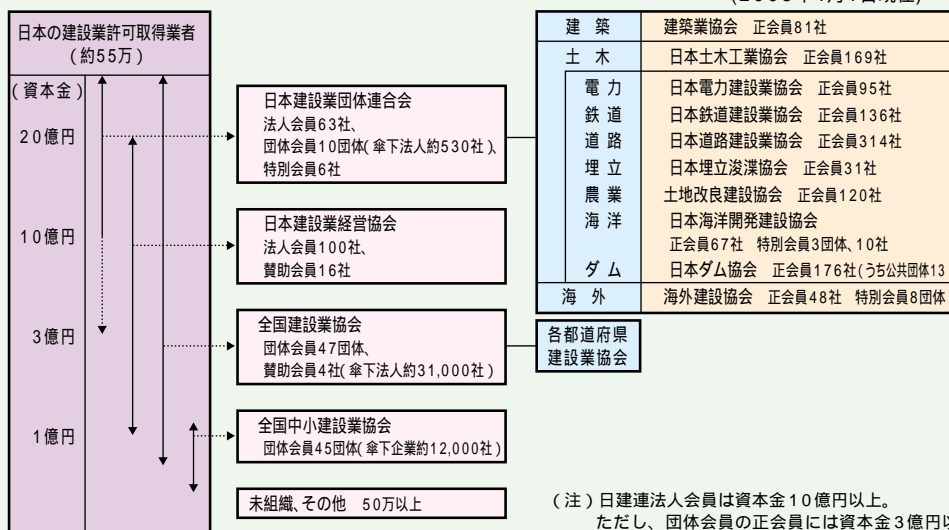 日本の建設業許可取得業者
(約55万)
(資本金)
20億円
10億円
3億円
1億円
日本建設業団体連合会
法人会員63社、
団体会員10団体(傘下法人約530社)、
特別会員6社
日本建設業経営協会
法人会員100社、
賛助会員16社
全国建設業協会
団体会員47団体、
賛助会員4社(傘下法人約31,000社)
全国中小建設業協会
団体会員45団体(傘下企業約12,000社)
未組織、その他 50万以上
建築 建築業協会 正会員81社
土木 日本土木工業協会 正会員169社
電力 日本電力建設業協会 正会員95社
鉄道 日本鉄道建設業協会 正会員136社
道路 日本道路建設業協会 正会員314社
埋立 日本埋立浚渫協会 正会員31社
農業 土地改良建設協会 正会員120社
海洋 日本海洋開発建設協会
正会員67社 特別会員3団体、10社
ダム 日本ダム協会 正会員176社(うち公共団体13
海外 海外建設協会 正会員48社 特別会員8団体
各都道府県
建設業協会
(注)日建連法人会員は資本金10億円以上。
ただし、団体会員の正会員には資本金3億円